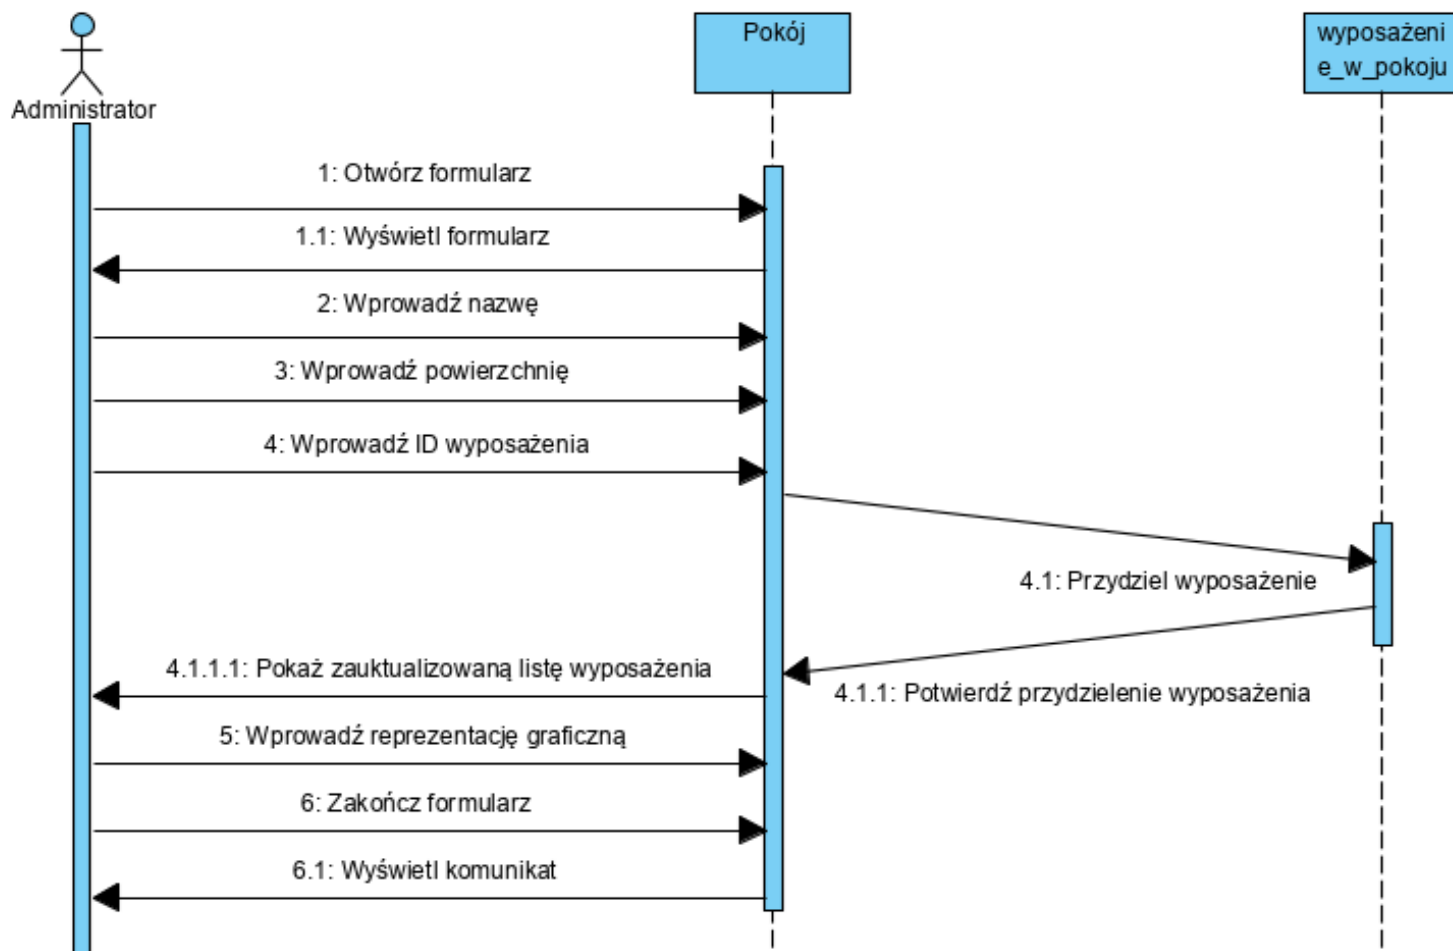 Administrator
Pokój
wyposażeni
e_w_pokoju
1: Otwórz formularz
1.1: Wyświetl formularz
2: Wprowadź nazwę
3: Wprowadź powierzchnię
4: Wprowadź ID wyposażenia
4.1: Przydziel wyposażenie
4.1.1.1: Pokaż zauktualizowaną listę wyposażenia
4.1.1: Potwierdź przydzielenie wyposażenia
5: Wprowadź reprezentację graficzną
6: Zakończ formularz
6.1: Wyświetl komunikat